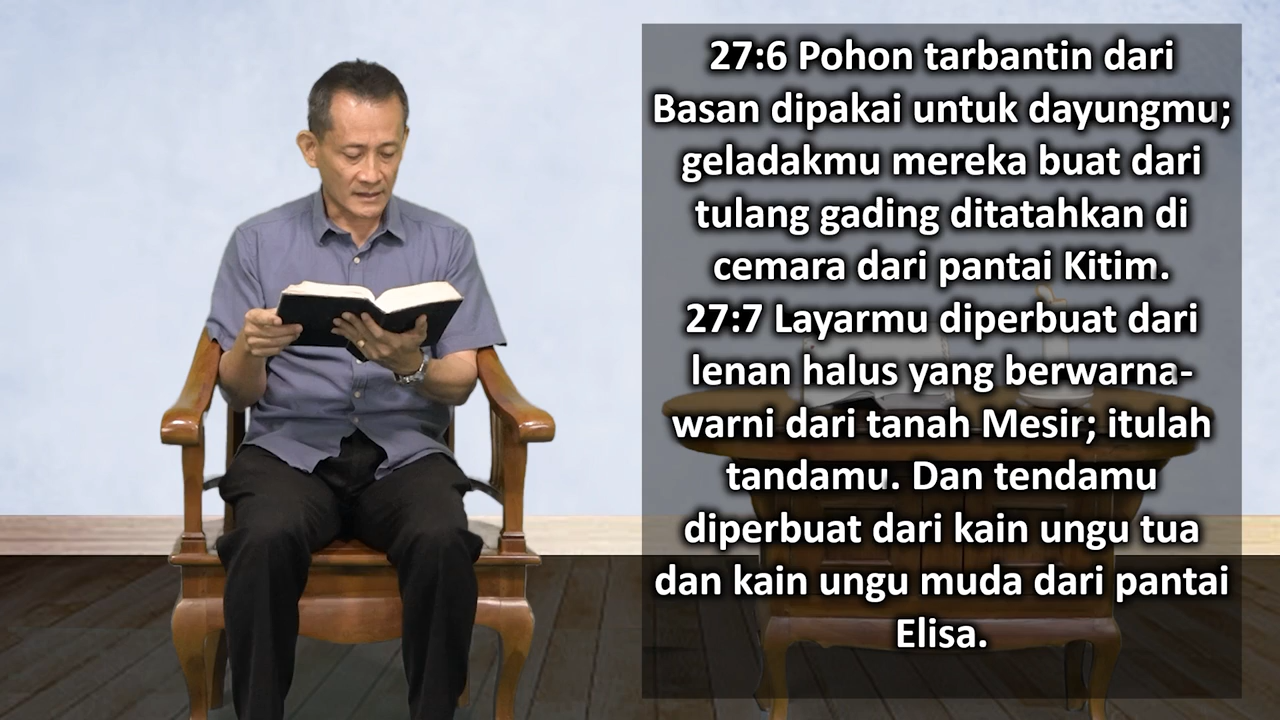 27:6 Pohon tarbantin dari
Basan dipakai untuk dayungmu;
geladakmu mereka buat dari
tulang gading ditatahkan di
cemara dari pantai Kitim.
27:7 Layarmu diperbuat dari
lenan halus yang berwarna-
warni dari tanah Mesir; itulah
tandamu. Dan tendamu
diperbuat dari kain ungu tua
dan kain ungu muda dari pantai
Elisa.